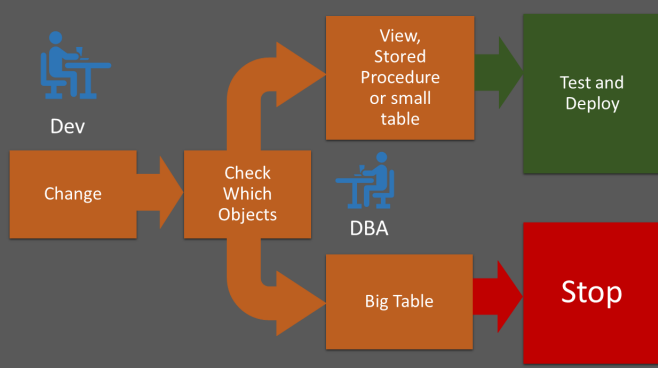 Dev
Change
Check
Which
Objects
View,
Stored
Procedure
or small
table
Test and
Deploy
DBA
Big Table
Stop